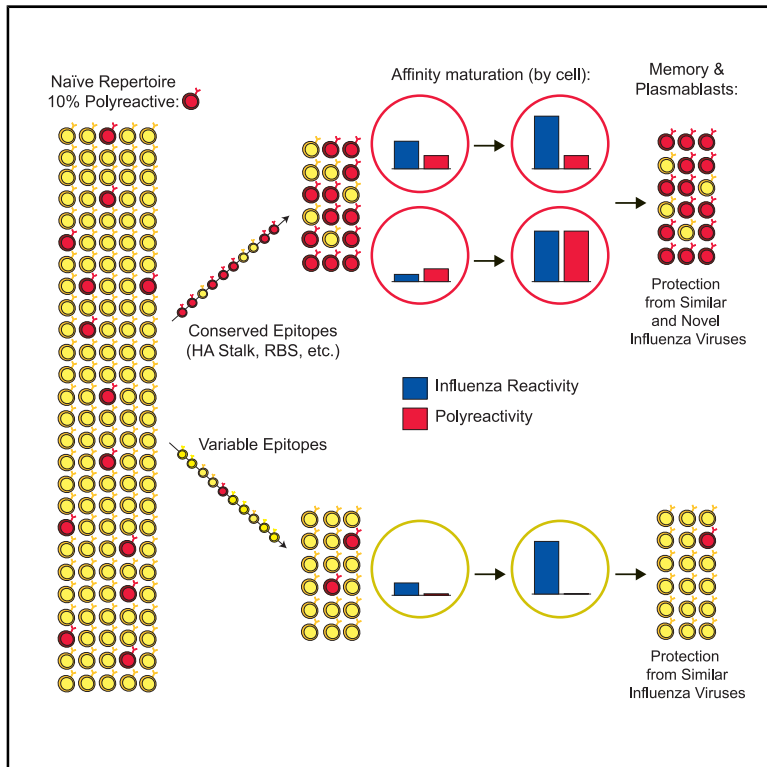 Naïve Repertoire
10% Polyreactive:
Affinity maturation (by cell):
Memory &
Plasmablasts:
Conserved Epitopes
(HA Stalk, RBS, etc.)
Protection
from Similar
and Novel
Influenza Viruses
Influenza Reactivity
Polyreactivity
Variable Epitopes
Protection
from Similar
Influenza Viruses